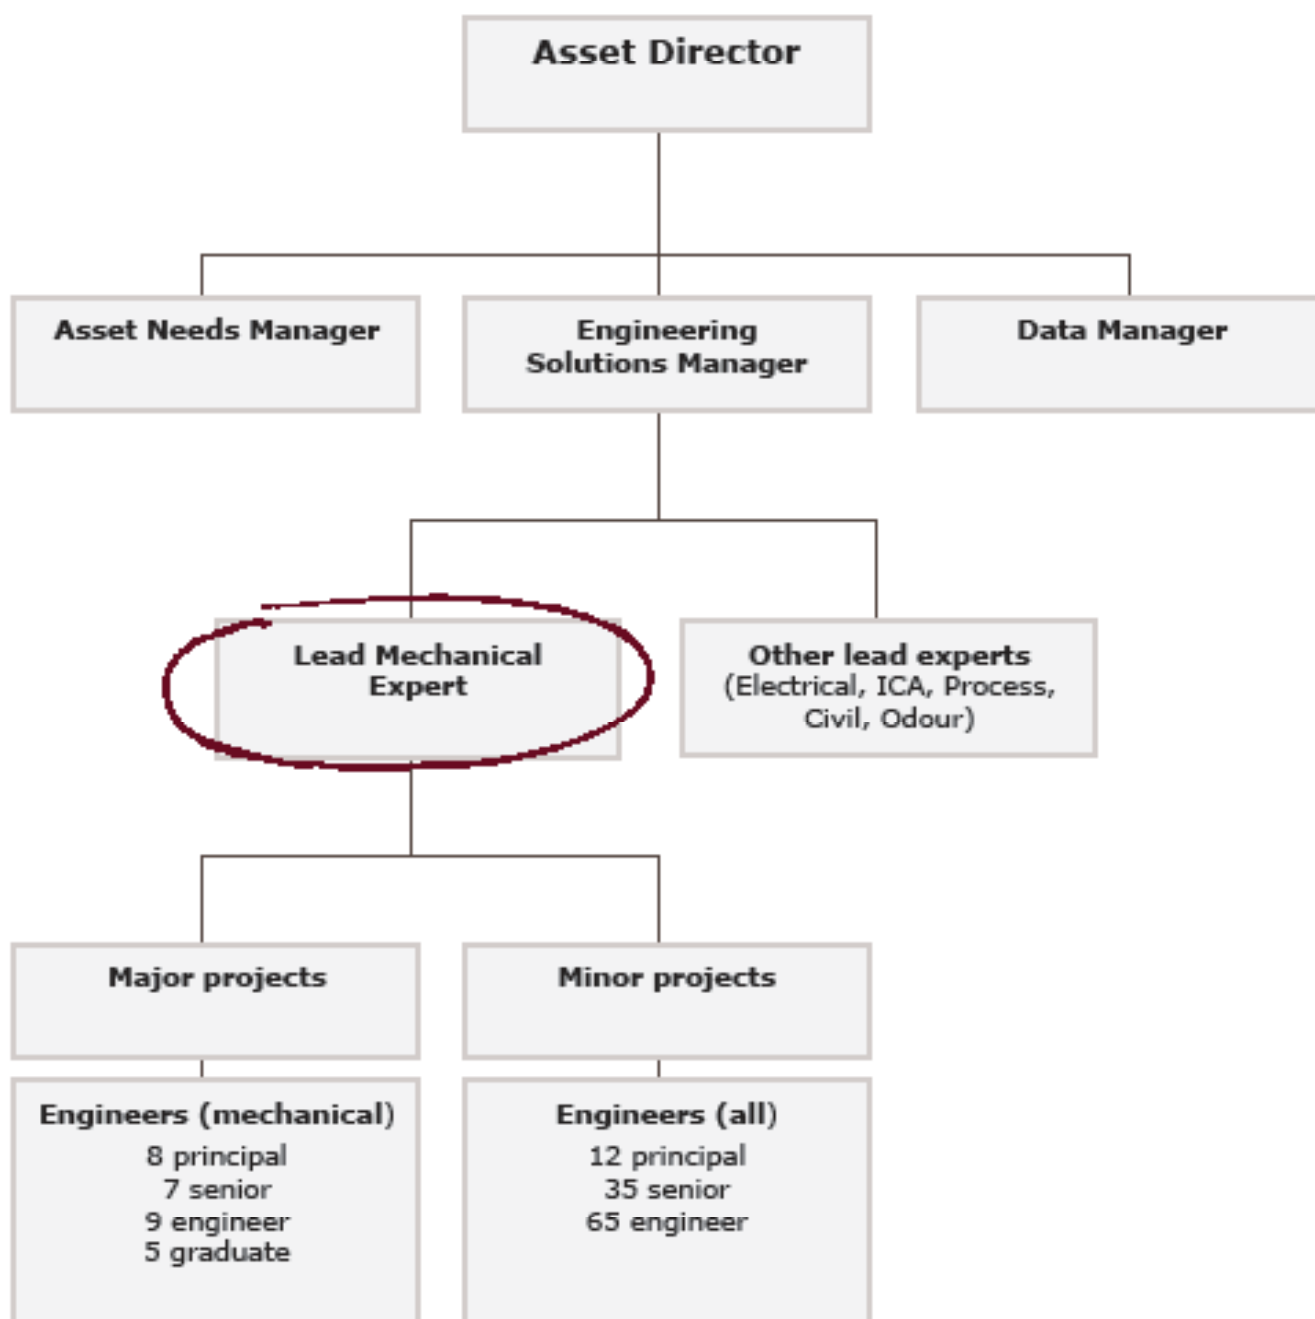 Asset Director
Asset Needs Manager
Engineering
Solutions Manager
Data Manager
Lead Mechanical
Expert
Other lead experts
(Electrical, ICA, Process,
Civil, Odour)
Major projects
Minor projects
Engineers (mechanical)
8 principal
7 senior
9 engineer
5 graduate
Engineers (all)
12 principal
35 senior
65 engineer